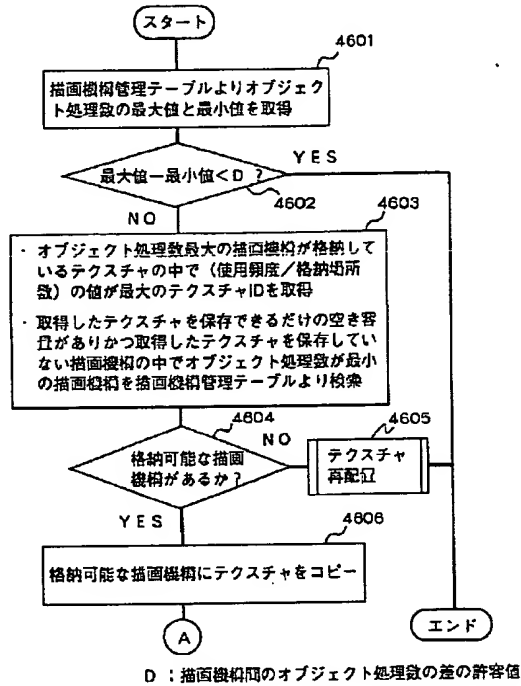 スタート
4601
描画機構管理テーブルよりオブジェク
ト処理数の最大値と最小値を取得
最大値ー最小値<D ?
YES
4602
NO
4603
・ オブジェクト処理数最大の描画機構が格納して
いるテクスチャの中で（使用頻度／格納場所
数）の値が最大のテクスチャIDを取得
・ 取得したテクスチャを保存できるだけの空き容
量がありかつ取得したテクスチャを保存してい
ない描画機構の中でオブジェクト処理数が最小
の描画機構を描画機構管理テーブルより検索
4604
NO
4605
格納可能な描画
機構があるか？
テクスチャ
再配置
YES
4606
格納可能な描画機構にテクスチャをコピー
A
エンド
D ：描画機構間のオブジェクト処理数の差の許容値